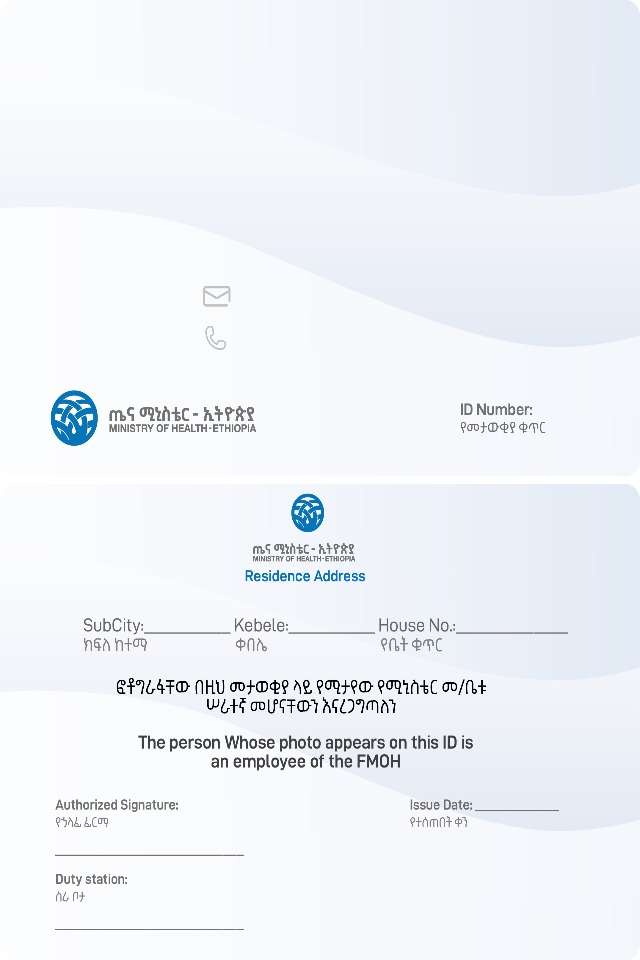 ጤና ሚኒስቴር - ኢትዮጵያ
MINISTRY OF HEALTH-ETHIOPIA
ID Number:
የመታወቂያ ቁጥር
ጤና ሚኒስቴር - ኢትዮጵያ
MINISTRY OF HEALTH-ETHIOPIA
Residence Address
SubCity:__________ Kebele:__________ House No.:_____________
ክፍለ ከተማ ቀበሌ የቤት ቁጥር
ፎቶግራፋቸው በዚህ መታወቂያ ላይ የሚታየው የሚኒስቴር መ/ቤቱ
ሠራተኛ መሆናቸውን እናረጋግጣለን
The person Whose photo appears on this ID is
an employee of the FMOH
Authorized Signature:
የኃላፊ ፊርማ
Issue Date: ____________
የተሰጠበት ቀን
___________________________
Duty station:
ስራ ቦታ
___________________________